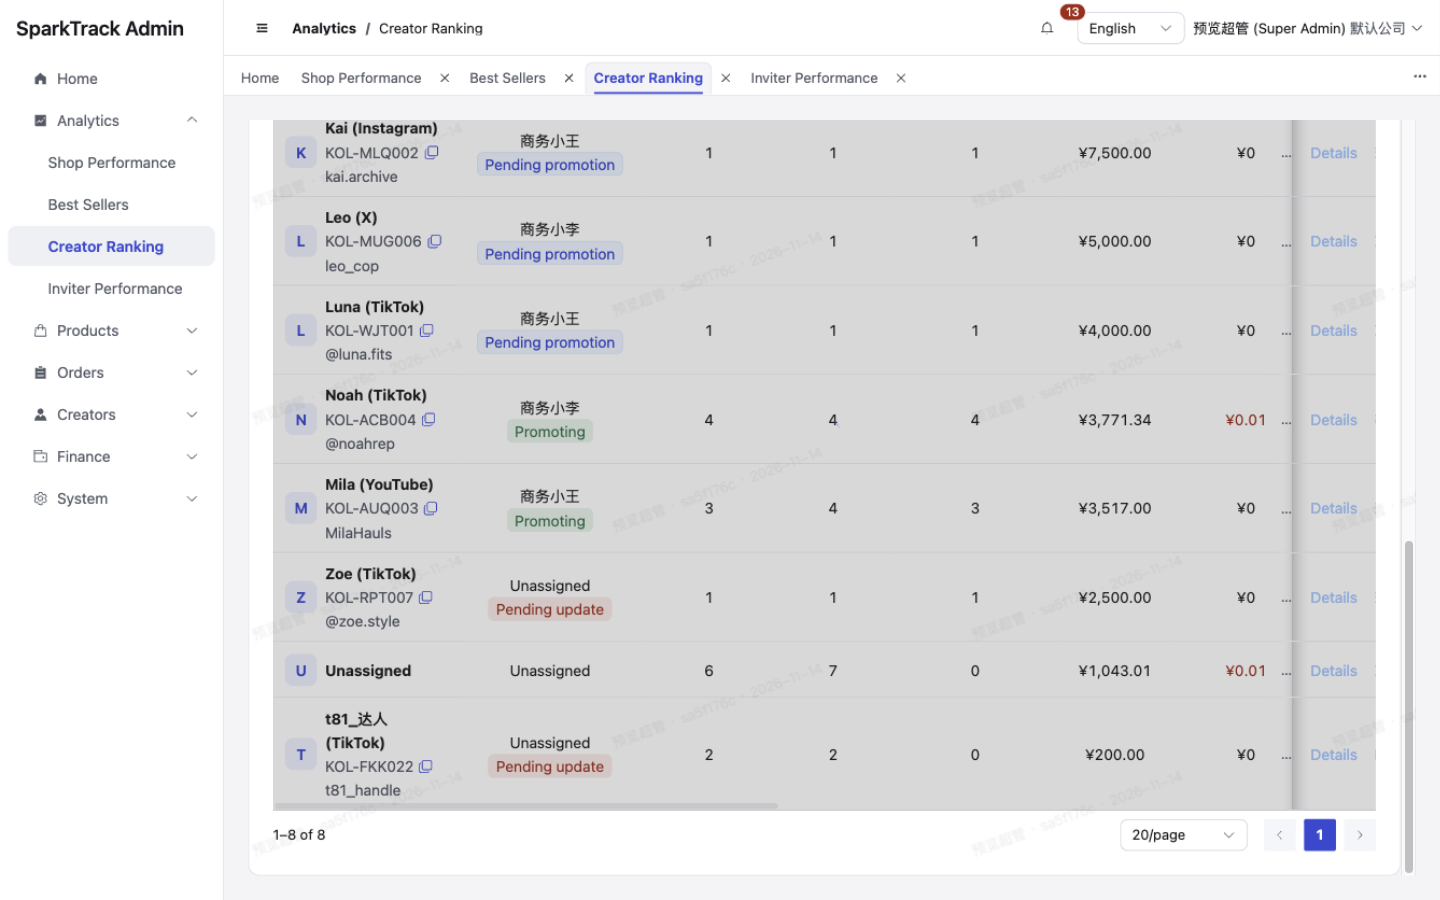 SparkTrack Admin
Analytics / Creator Ranking
13
English
预览超管 (Super Admin) 默认公司
Home
Analytics
Shop Performance
Best Sellers
Creator Ranking
Inviter Performance
Products
Orders
Creators
Finance
System
Home Shop Performance Best Sellers Creator Ranking Inviter Performance
Kai (Instagram)
KOL-MLQ002
kai.archive
商务小王
Pending promotion
1 1 1 ¥7,500.00 ¥0 ... Details
Leo (X)
L KOL-MUG006
leo_cop
商务小李
Pending promotion
1 1 1 ¥5,000.00 ¥0 ... Details
Luna (TikTok)
L KOL-WJT001
@luna.fits
商务小王
Pending promotion
1 1 1 ¥4,000.00 ¥0 ... Details
Noah (TikTok)
N KOL-ACB004
@noahrep
商务小李
Promoting
4 4 4 ¥3,771.34 ¥0.01 ... Details
Mila (YouTube)
M KOL-AUQ003
MilaHauls
商务小王
Promoting
3 4 3 ¥3,517.00 ¥0 ... Details
Zoe (TikTok)
Z KOL-RPT007
@zoe.style
Unassigned
Pending update
1 1 1 ¥2,500.00 ¥0 ... Details
U Unassigned Unassigned 6 7 0 ¥1,043.01 ¥0.01 ... Details
t81_达人
(TikTok)
T KOL-FKK022
t81_handle
Unassigned
Pending update
2 2 0 ¥200.00 ¥0 ... Details
1–8 of 8
20/page
1
预览超管 · sa5f176c · 2026-11-14